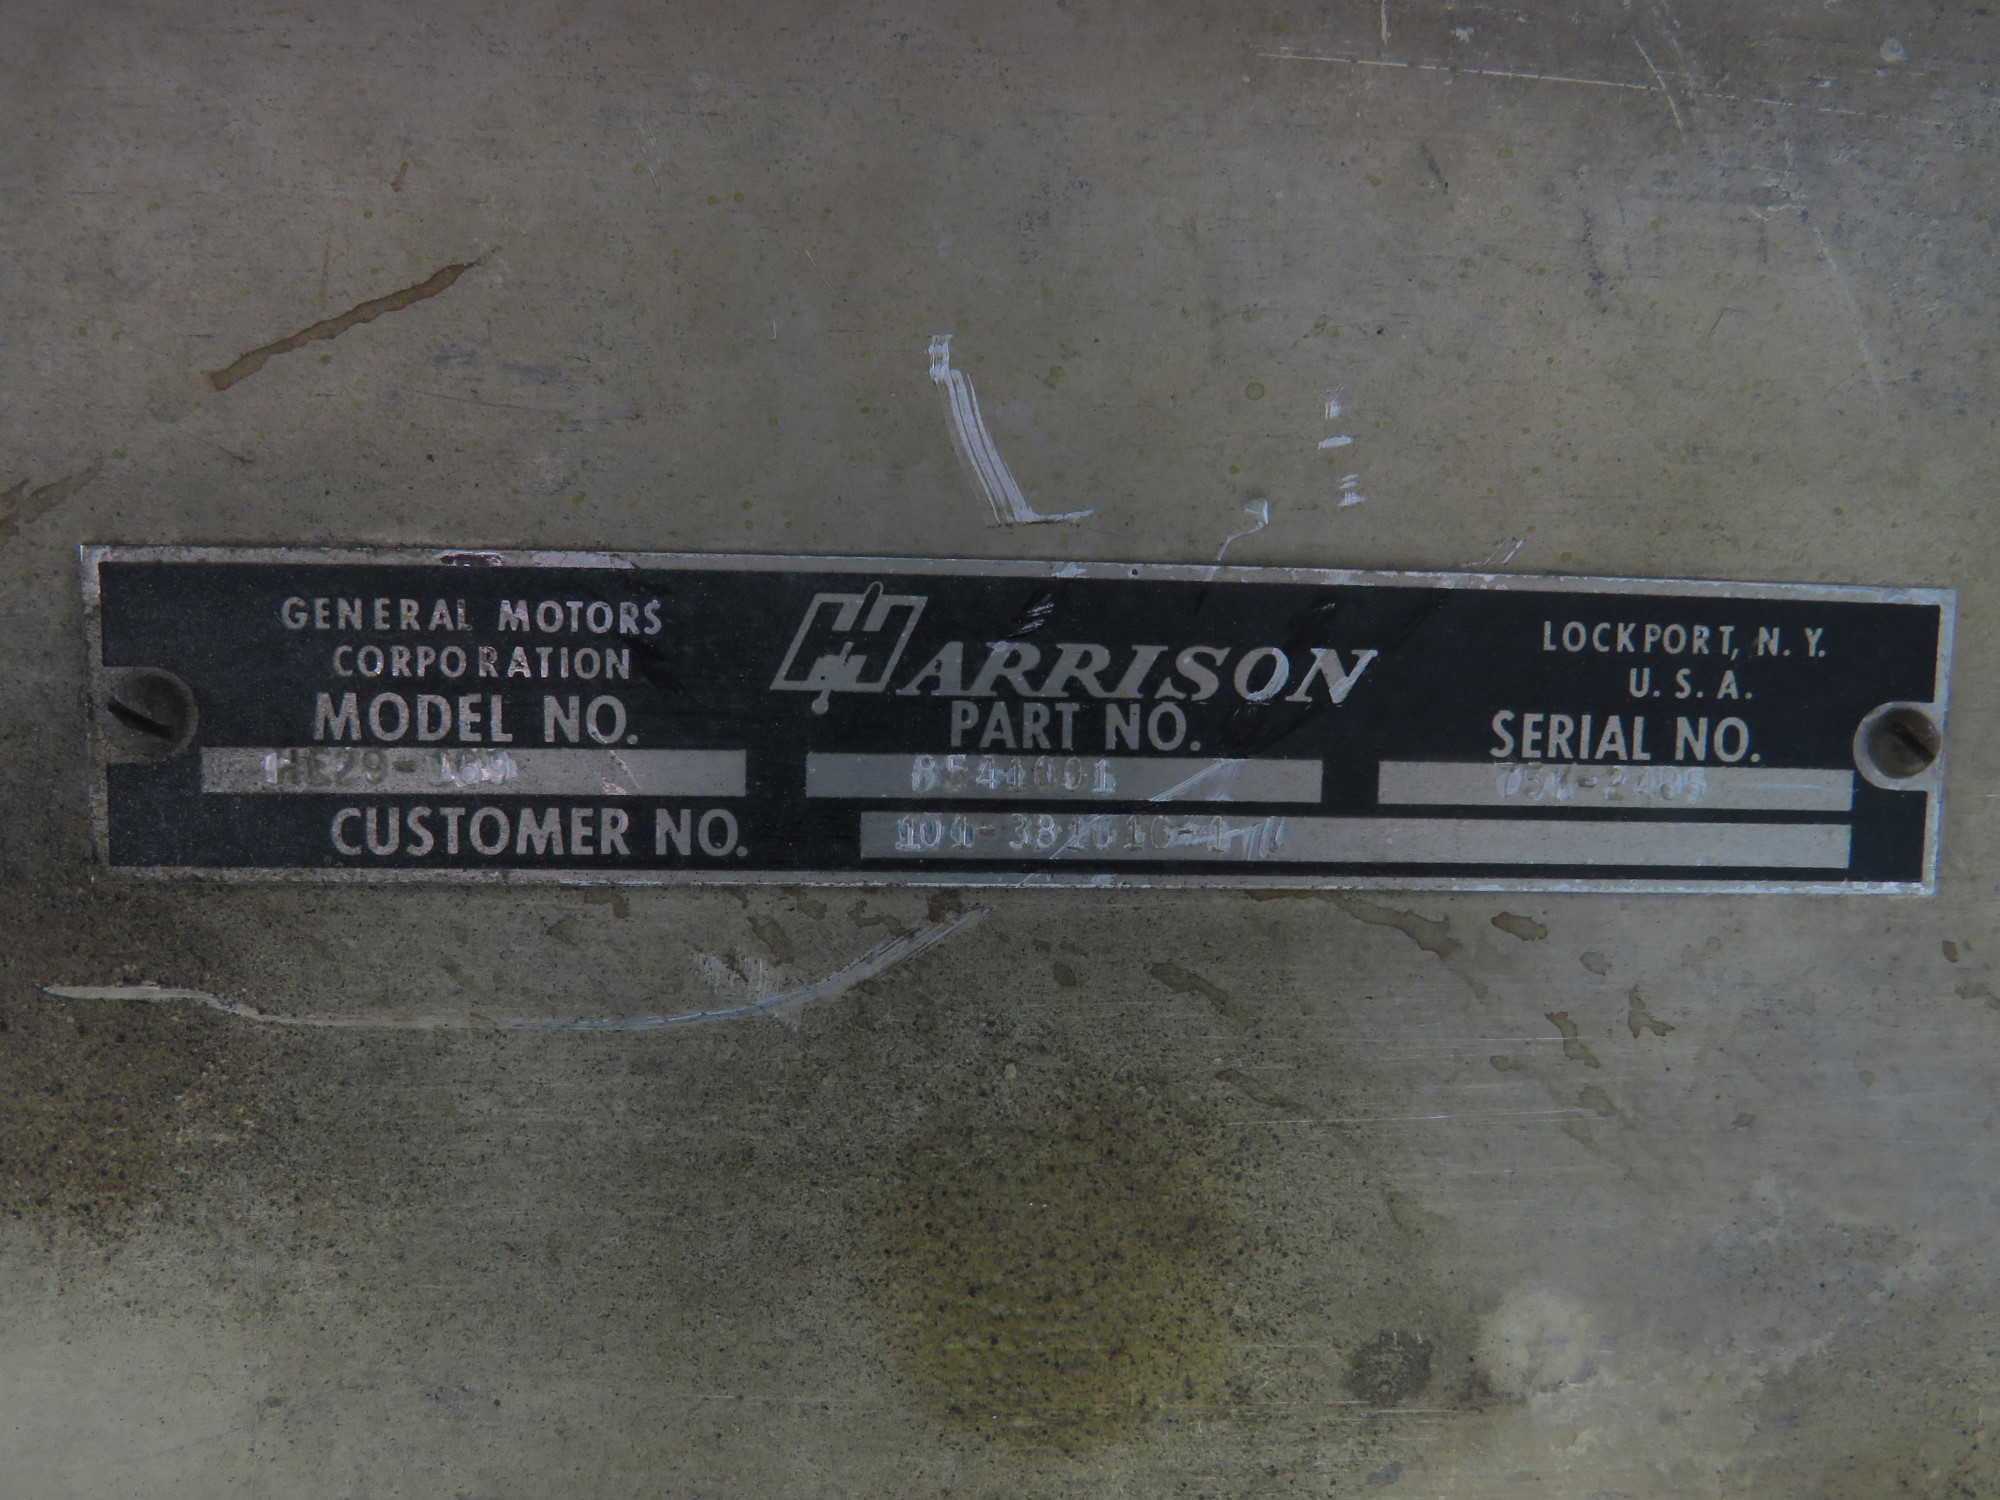 GENERAL MOTORS
CORPORATION
HARRISON
LOCKPORT, N. Y.
U. S. A.
MODEL NO.
PART NO.
SERIAL NO.
8541001
CUSTOMER NO.